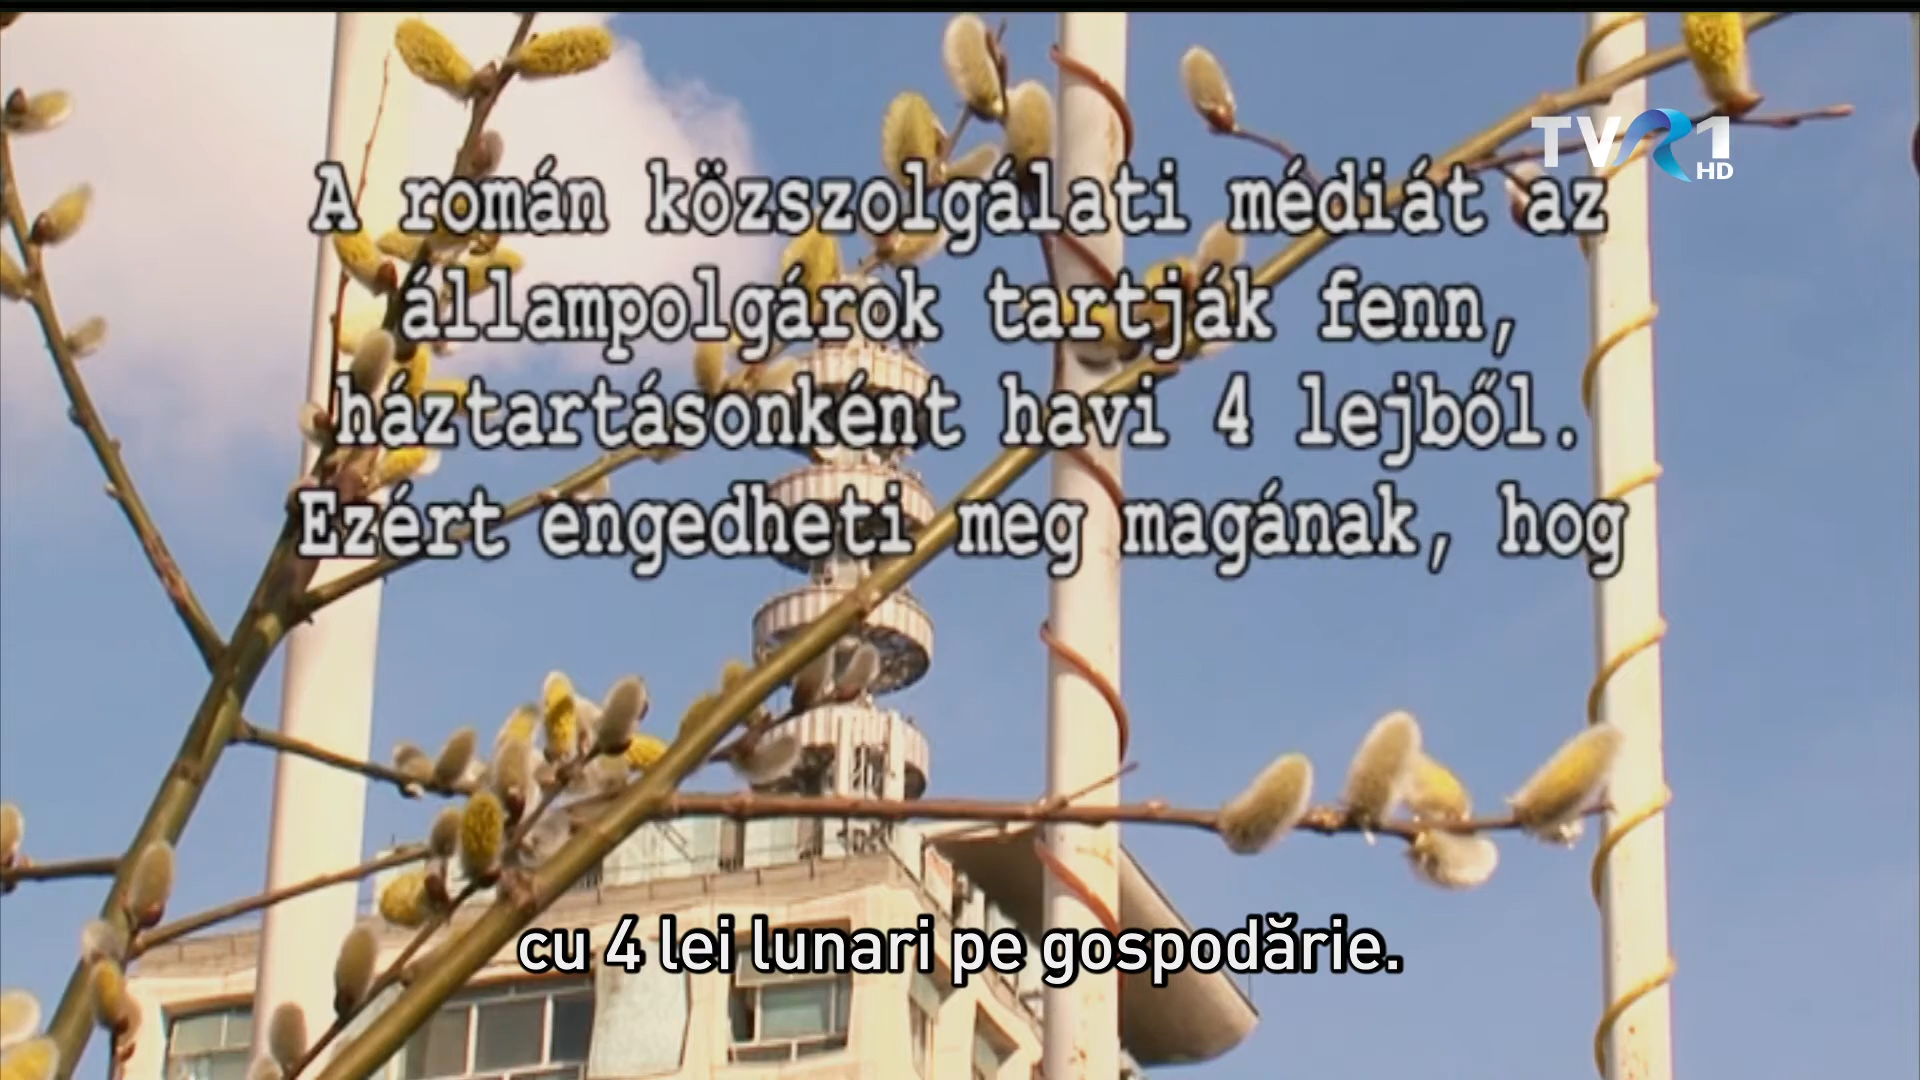 TVR1
HD
A román közszolgálati médiát az
állampolgárok tartják fenn,
háztartásonként havi 4 lejből.
Ezért engedheti meg magának, hog
cu 4 lei lunari pe gospodărie.